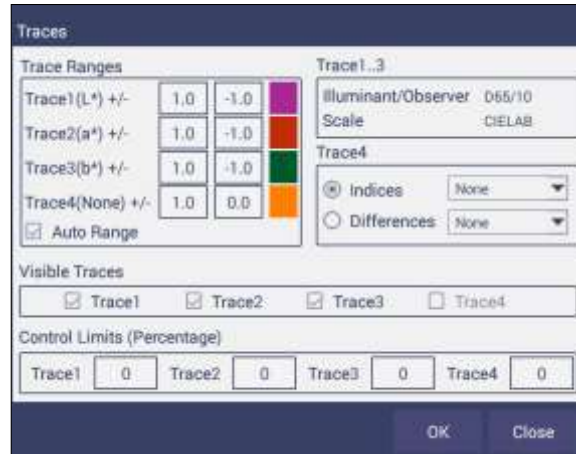 Traces
Trace Ranges
Trace1(L*) +/- 1.0 -1.0
Trace2(a*) +/- 1.0 -1.0
Trace3(b*) +/- 1.0 -1.0
Trace4(None) +/- 1.0 0.0
Auto Range
Trace1..3
Illuminant/Observer D65/10
Scale CIELAB
Trace4
Indices None
Differences None
Visible Traces
Trace1 Trace2 Trace3 Trace4
Control Limits (Percentage)
Trace1 0 Trace2 0 Trace3 0 Trace4 0
OK Close